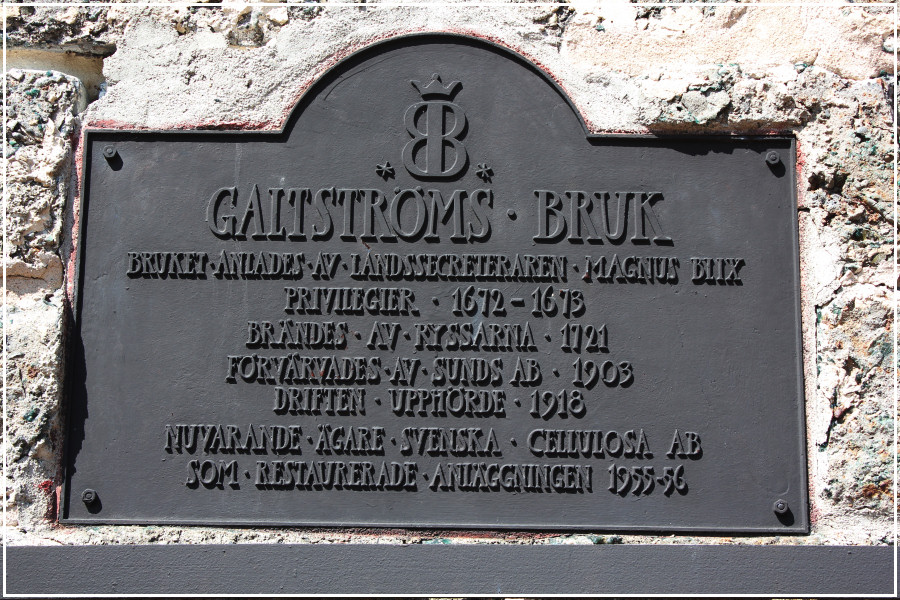 B
GALTSTRÖMS · BRUK
BRUKET·ANLADES·AV·LANDSSECRETERAREN·MAGNUS BLIX
PRIVILEGIER · 1672-1673
BRÄNDES · AV · RYSSARNA · 1721
FÖRVÄRVADES·AV·SUNDS AB · 1903
DRIFTEN · UPPHÖRDE · 1918
NUVARANDE · ÄGARE · SVENSKA · CELLULOSA AB
SOM · RESTAURERADE · ANLÄGGNINGEN 1955-56